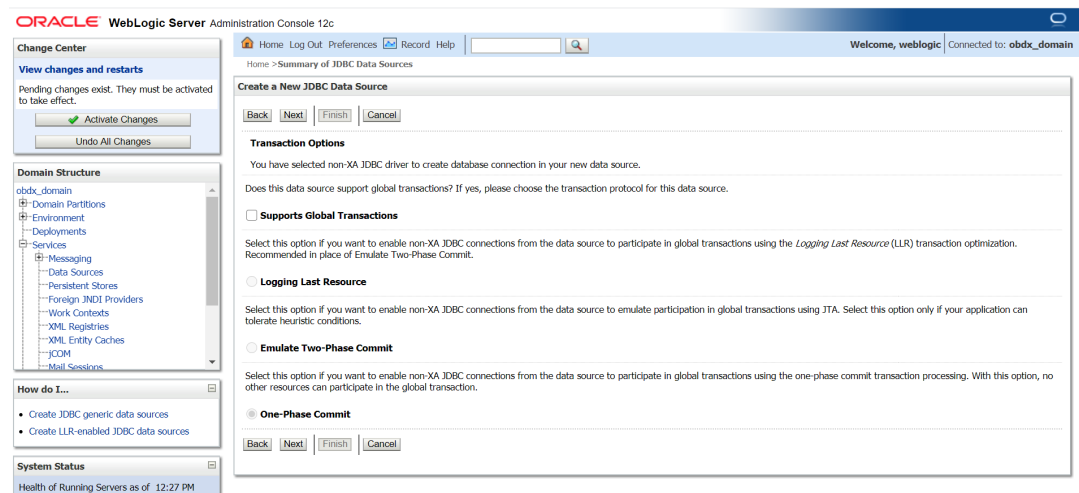 ORACLE WebLogic Server Administration Console 12c
Change Center
View changes and restarts
Pending changes exist. They must be activated
to take effect.
Activate Changes
Undo All Changes
Domain Structure
obdx_domain
Domain Partitions
Environment
Deployments
Services
Messaging
Data Sources
Persistent Stores
Foreign JNDI Providers
Work Contexts
XML Registries
XML Entity Caches
jCOM
Mail Sessions
How do I...
Create JDBC generic data sources
Create LLR-enabled JDBC data sources
System Status
Health of Running Servers as of 12:27 PM
Home Log Out Preferences Record Help
Welcome, weblogic Connected to: obdx_domain
Home >Summary of JDBC Data Sources
Create a New JDBC Data Source
Back Next Finish Cancel
Transaction Options
You have selected non-XA JDBC driver to create database connection in your new data source.
Does this data source support global transactions? If yes, please choose the transaction protocol for this data source.
Supports Global Transactions
Select this option if you want to enable non-XA JDBC connections from the data source to participate in global transactions using the Logging Last Resource (LLR) transaction optimization.
Recommended in place of Emulate Two-Phase Commit.
Logging Last Resource
Select this option if you want to enable non-XA JDBC connections from the data source to emulate participation in global transactions using JTA. Select this option only if your application can
tolerate heuristic conditions.
Emulate Two-Phase Commit
Select this option if you want to enable non-XA JDBC connections from the data source to participate in global transactions using the one-phase commit transaction processing. With this option, no
other resources can participate in the global transaction.
One-Phase Commit
Back Next Finish Cancel